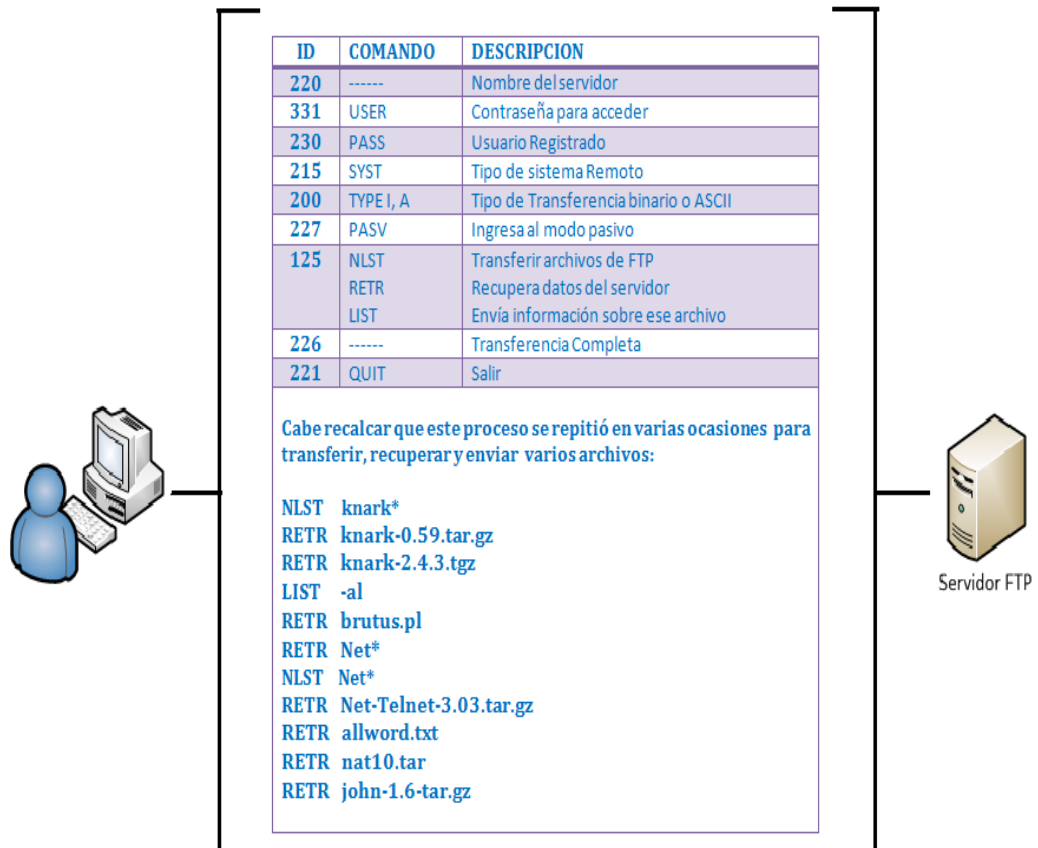 ID COMANDO DESCRIPCION
220 ------ Nombre del servidor
331 USER Contraseña para acceder
230 PASS Usuario Registrado
215 SYST Tipo de sistema Remoto
200 TYPE I, A Tipo de Transferencia binario o ASCII
227 PASV Ingresa al modo pasivo
125 NLST Transferir archivos de FTP
RETR Recupera datos del servidor
LIST Envía información sobre ese archivo
226 ------ Transferencia Completa
221 QUIT Salir
Cabe recalcar que este proceso se repitió en varias ocasiones para
transferir, recuperar y enviar varios archivos:
NLST knark*
RETR knark-0.59.tar.gz
RETR knark-2.4.3.tgz
LIST -al
RETR brutus.pl
RETR Net*
NLST Net*
RETR Net-Telnet-3.03.tar.gz
RETR allword.txt
RETR nat10.tar
RETR john-1.6-tar.gz
Servidor FTP